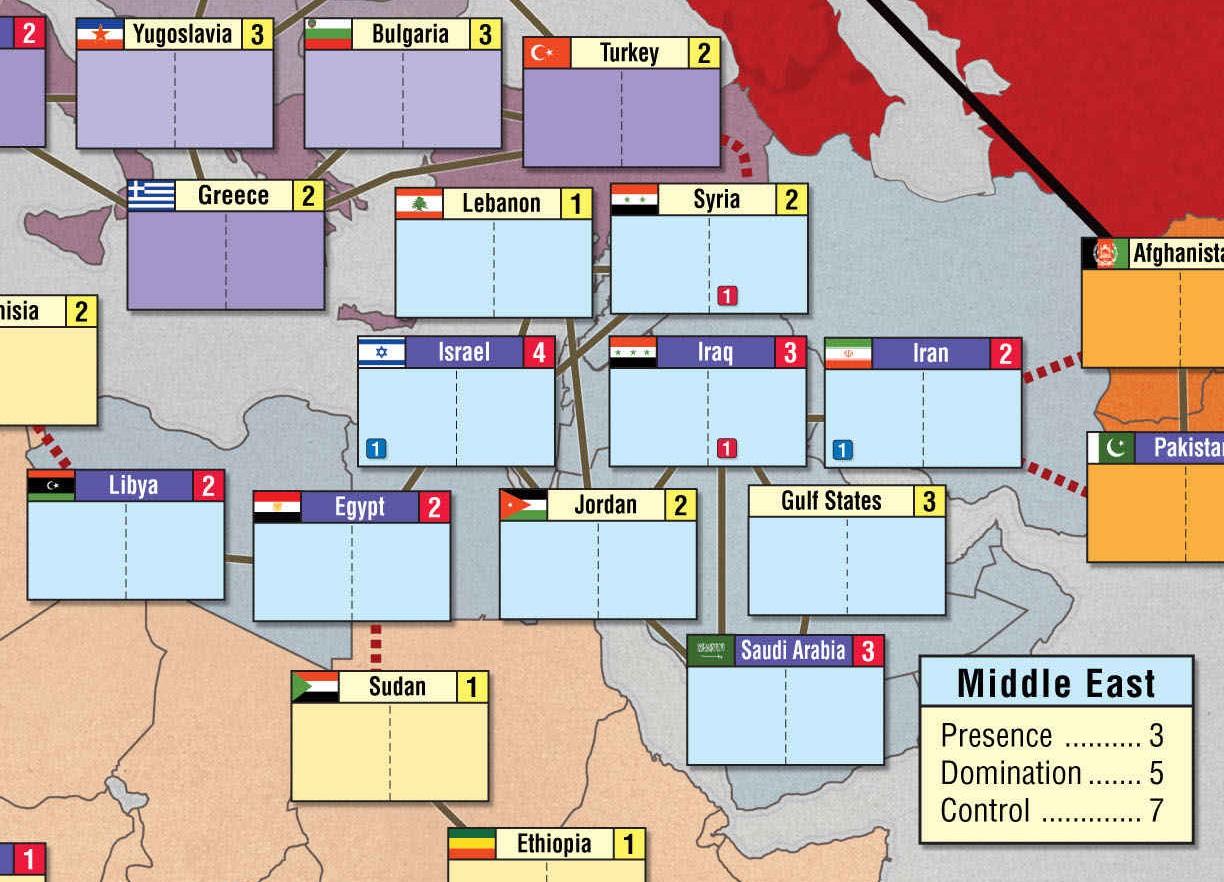 2
Yugoslavia 3
Bulgaria 3
Turkey 2
Greece 2
Lebanon 1
Syria 2
1
Afghanista
nisia 2
Israel 4
1
Iraq 3
1
Iran 2
1
Pakistan
Libya 2
Egypt 2
Jordan 2
Gulf States 3
Saudi Arabia 3
Sudan 1
Middle East
Presence .......... 3
Domination ....... 5
Control ............. 7
Ethiopia 1
1